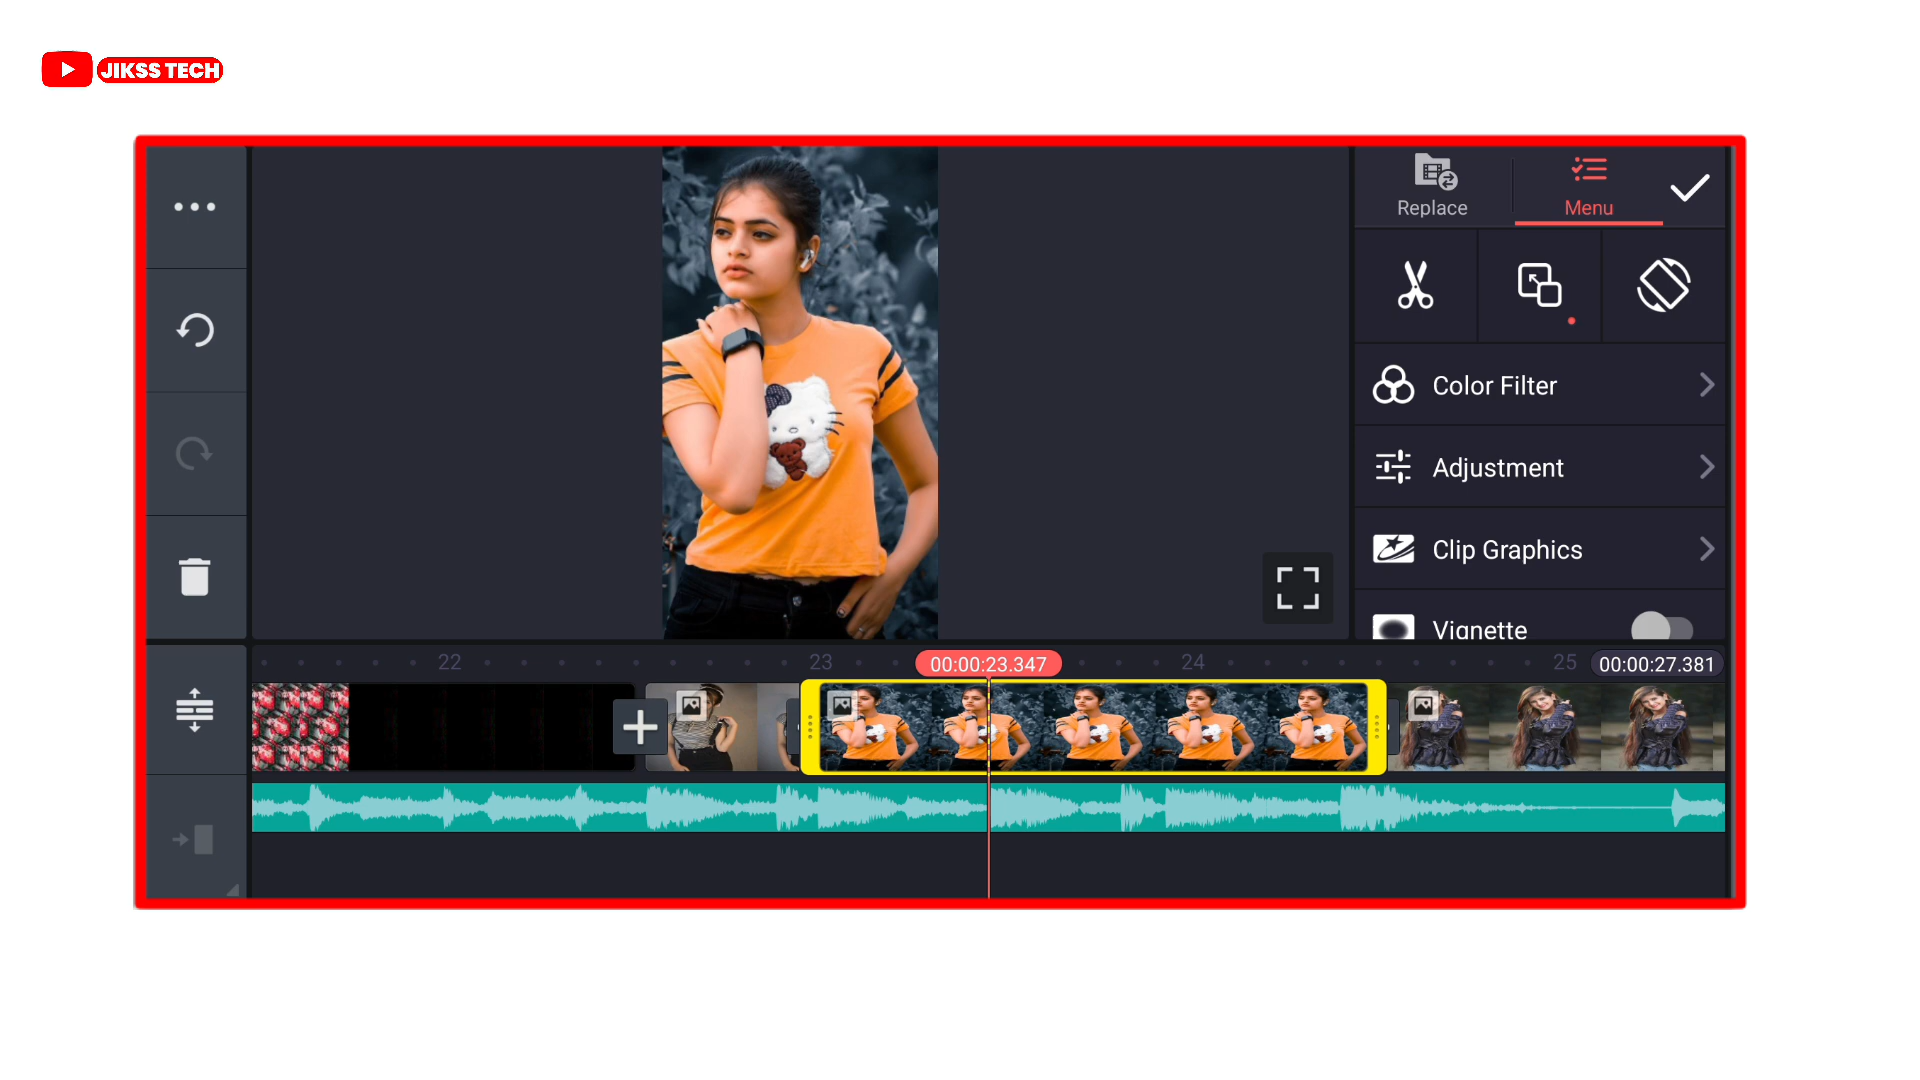 JIKSS TECH
Replace
Menu
Color Filter
Adjustment
Clip Graphics
Vignette
22
23
00:00:23.347
24
25
00:00:27.381